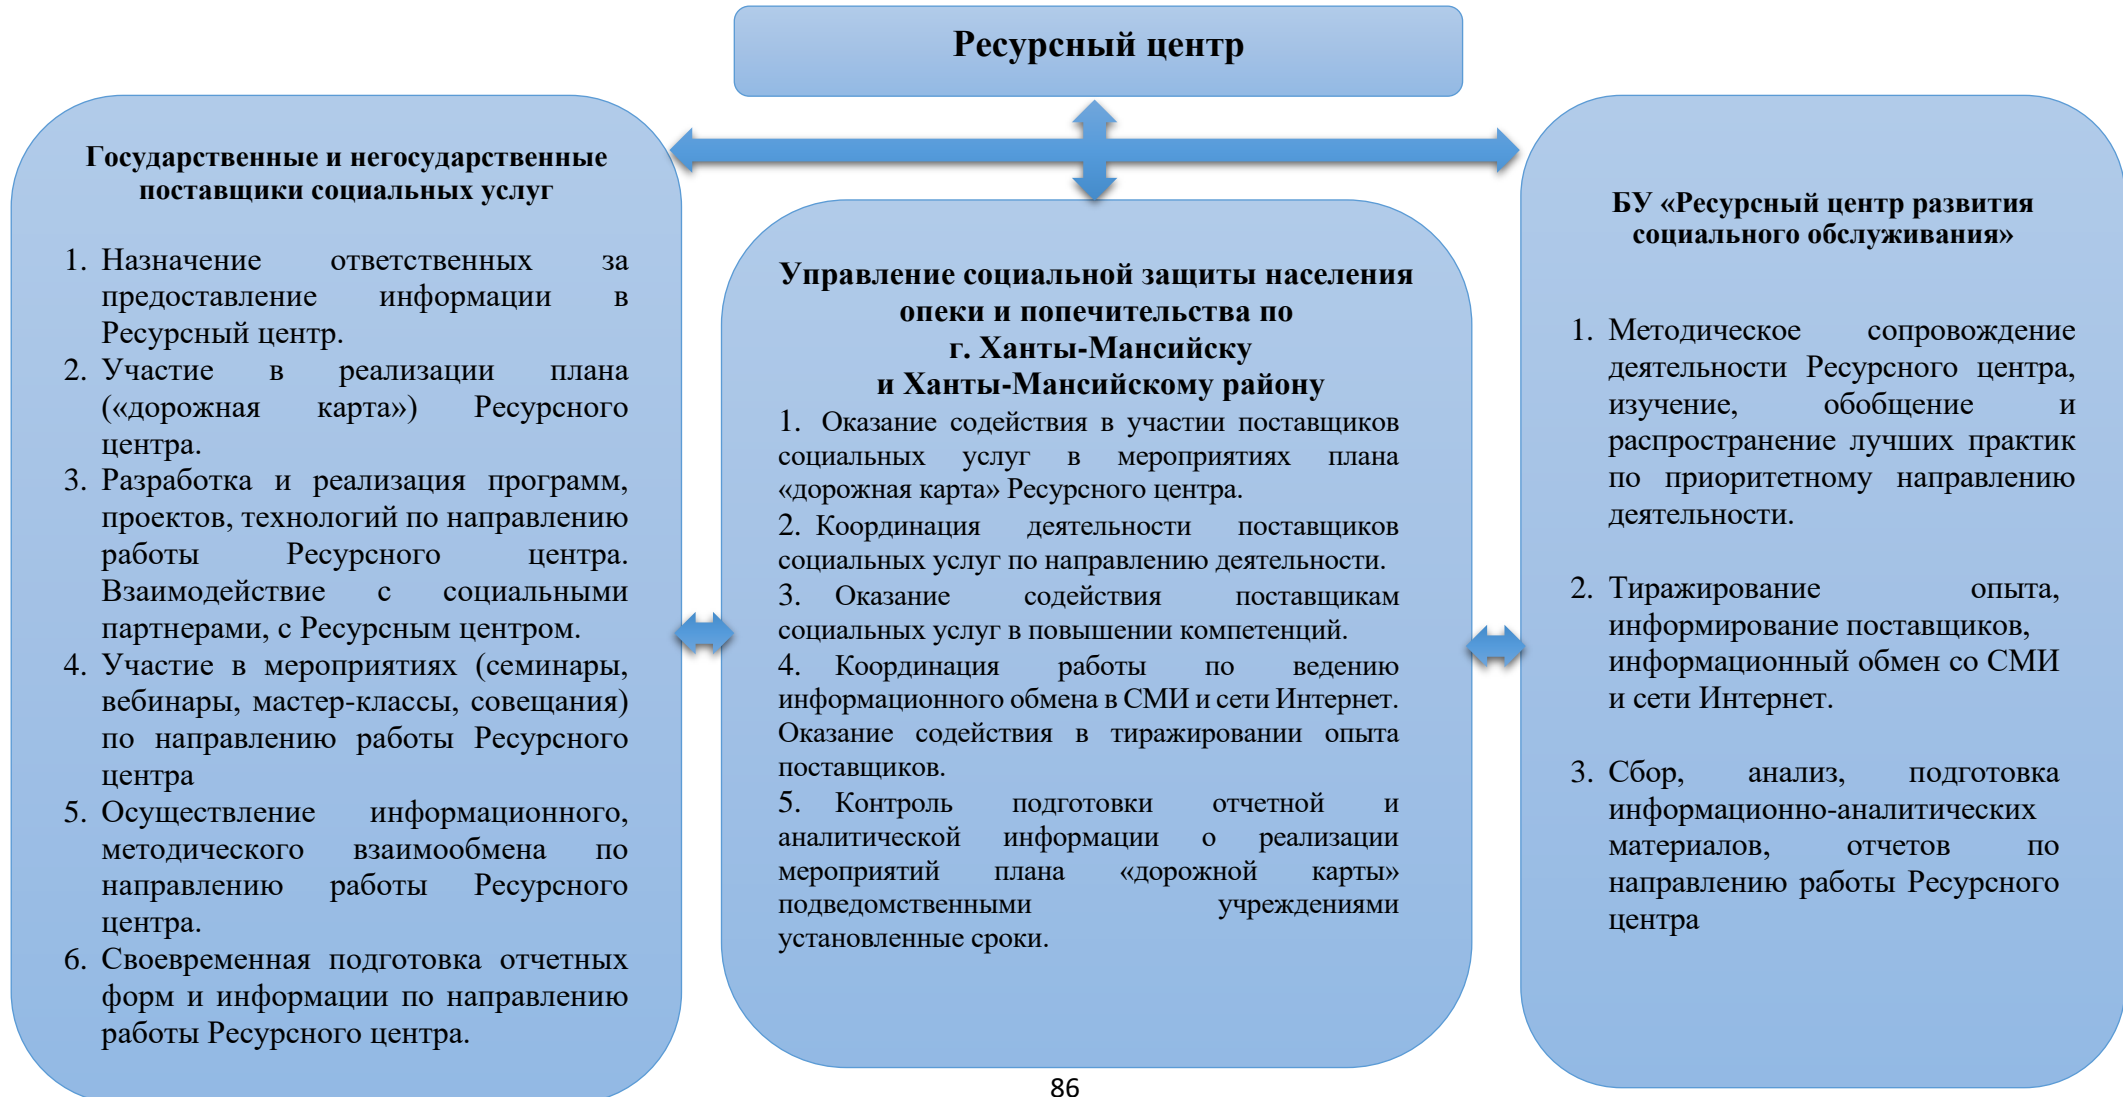 Ресурсный центр
Государственные и негосударственные
поставщики социальных услуг
1. Назначение ответственных за
предоставление информации в
Ресурсный центр.
2. Участие в реализации плана
(«дорожная карта») Ресурсного
центра.
3. Разработка и реализация программ,
проектов, технологий по направлению
работы Ресурсного центра.
Взаимодействие с социальными
партнерами, с Ресурсным центром.
4. Участие в мероприятиях (семинары,
вебинары, мастер-классы, совещания)
по направлению работы Ресурсного
центра
5. Осуществление информационного,
методического взаимообмена по
направлению работы Ресурсного
центра.
6. Своевременная подготовка отчетных
форм и информации по направлению
работы Ресурсного центра.
Управление социальной защиты населения
опеки и попечительства по
г. Ханты-Мансийску
и Ханты-Мансийскому району
1. Оказание содействия в участии поставщиков
социальных услуг в мероприятиях плана
«дорожная карта» Ресурсного центра.
2. Координация деятельности поставщиков
социальных услуг по направлению деятельности.
3. Оказание содействия поставщикам
социальных услуг в повышении компетенций.
4. Координация работы по ведению
информационного обмена в СМИ и сети Интернет.
Оказание содействия в тиражировании опыта
поставщиков.
5. Контроль подготовки отчетной и
аналитической информации о реализации
мероприятий плана «дорожной карты»
подведомственными учреждениями
установленные сроки.
БУ «Ресурсный центр развития
социального обслуживания»
1. Методическое сопровождение
деятельности Ресурсного центра,
изучение, обобщение и
распространение лучших практик
по приоритетному направлению
деятельности.
2. Тиражирование опыта,
информирование поставщиков,
информационный обмен со СМИ
и сети Интернет.
3. Сбор, анализ, подготовка
информационно-аналитических
материалов, отчетов по
направлению работы Ресурсного
центра
86